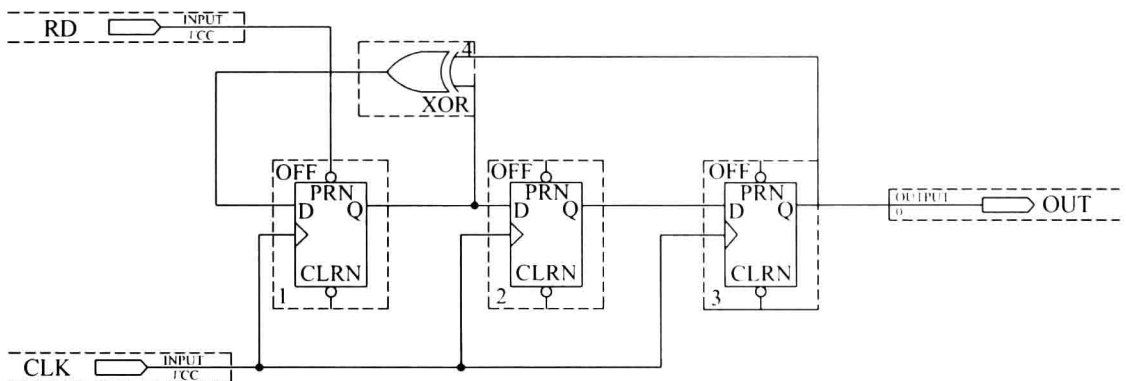 RD INPUT
VCC
4
XOR
OFF OFF OFF
PRN PRN PRN
D Q D Q D Q
OUTPUT OUT
0
CLRN CLRN CLRN
1 2 3
CLK INPUT
VCC